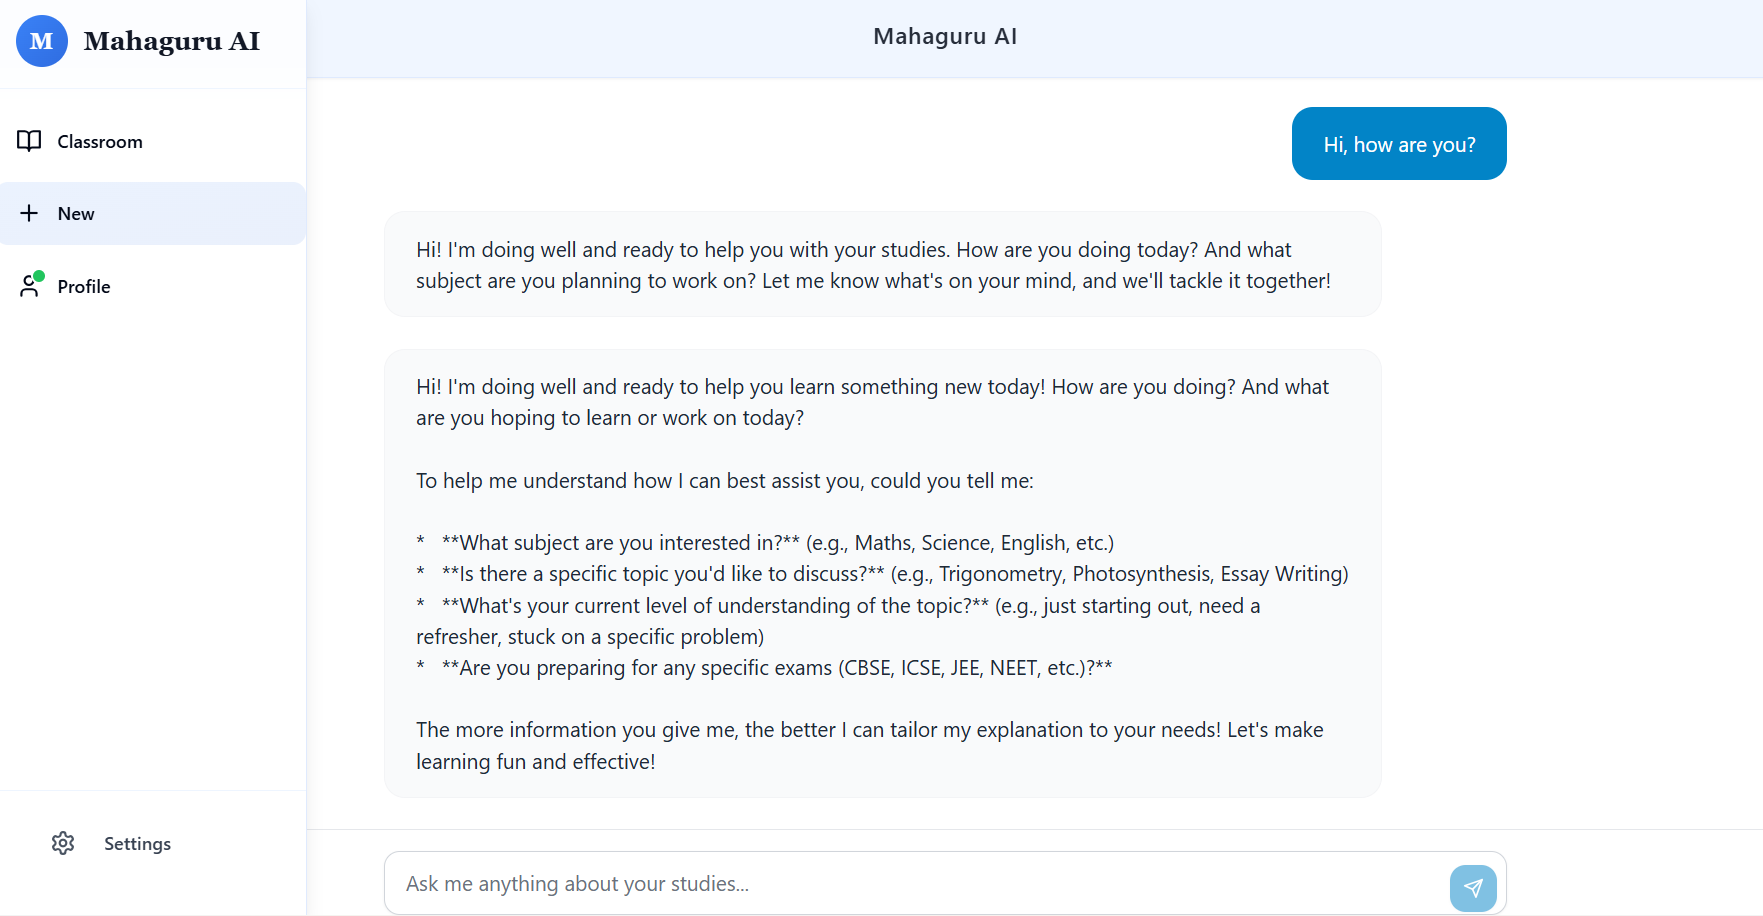 M Mahaguru AI
Classroom
New
Profile
Settings
Mahaguru AI
Hi, how are you?
Hi! I'm doing well and ready to help you with your studies. How are you doing today? And what
subject are you planning to work on? Let me know what's on your mind, and we'll tackle it together!
Hi! I'm doing well and ready to help you learn something new today! How are you doing? And what
are you hoping to learn or work on today?
To help me understand how I can best assist you, could you tell me:
*   **What subject are you interested in?** (e.g., Maths, Science, English, etc.)
*   **Is there a specific topic you'd like to discuss?** (e.g., Trigonometry, Photosynthesis, Essay Writing)
*   **What's your current level of understanding of the topic?** (e.g., just starting out, need a
refresher, stuck on a specific problem)
*   **Are you preparing for any specific exams (CBSE, ICSE, JEE, NEET, etc.)?**
The more information you give me, the better I can tailor my explanation to your needs! Let's make
learning fun and effective!
Ask me anything about your studies...